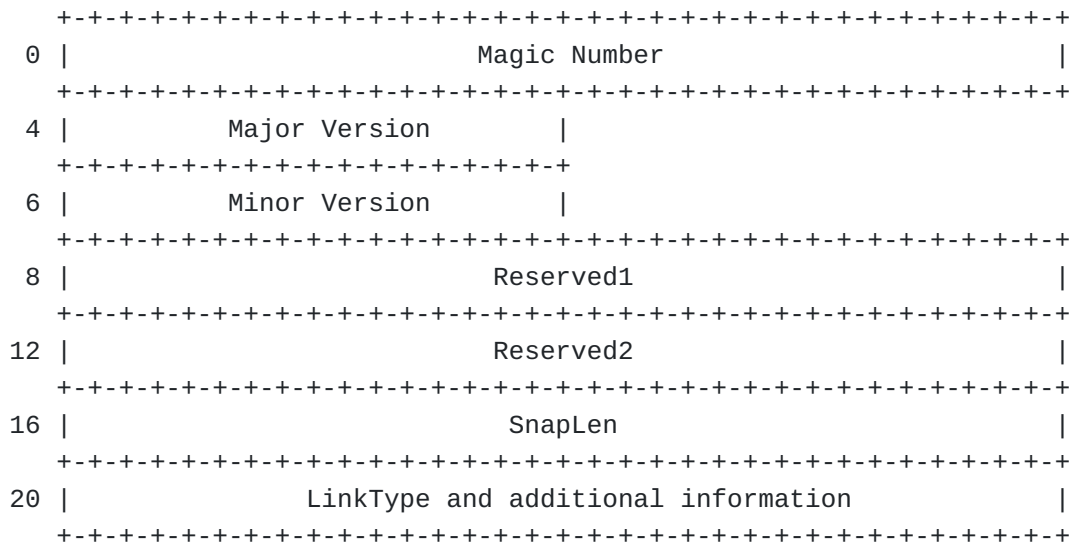 +-+-+-+-+-+-+-+-+-+-+-+-+-+-+-+-+-+-+-+-+-+-+-+-+-+-+-+-+-+-+-+-+
0 | Magic Number |
+-+-+-+-+-+-+-+-+-+-+-+-+-+-+-+-+-+-+-+-+-+-+-+-+-+-+-+-+-+-+-+-+
4 | Major Version |
+-+-+-+-+-+-+-+-+-+-+-+-+-+-+-+-+
6 | Minor Version |
+-+-+-+-+-+-+-+-+-+-+-+-+-+-+-+-+-+-+-+-+-+-+-+-+-+-+-+-+-+-+-+-+
8 | Reserved1 |
+-+-+-+-+-+-+-+-+-+-+-+-+-+-+-+-+-+-+-+-+-+-+-+-+-+-+-+-+-+-+-+-+
12 | Reserved2 |
+-+-+-+-+-+-+-+-+-+-+-+-+-+-+-+-+-+-+-+-+-+-+-+-+-+-+-+-+-+-+-+-+
16 | SnapLen |
+-+-+-+-+-+-+-+-+-+-+-+-+-+-+-+-+-+-+-+-+-+-+-+-+-+-+-+-+-+-+-+-+
20 | LinkType and additional information |
+-+-+-+-+-+-+-+-+-+-+-+-+-+-+-+-+-+-+-+-+-+-+-+-+-+-+-+-+-+-+-+-+